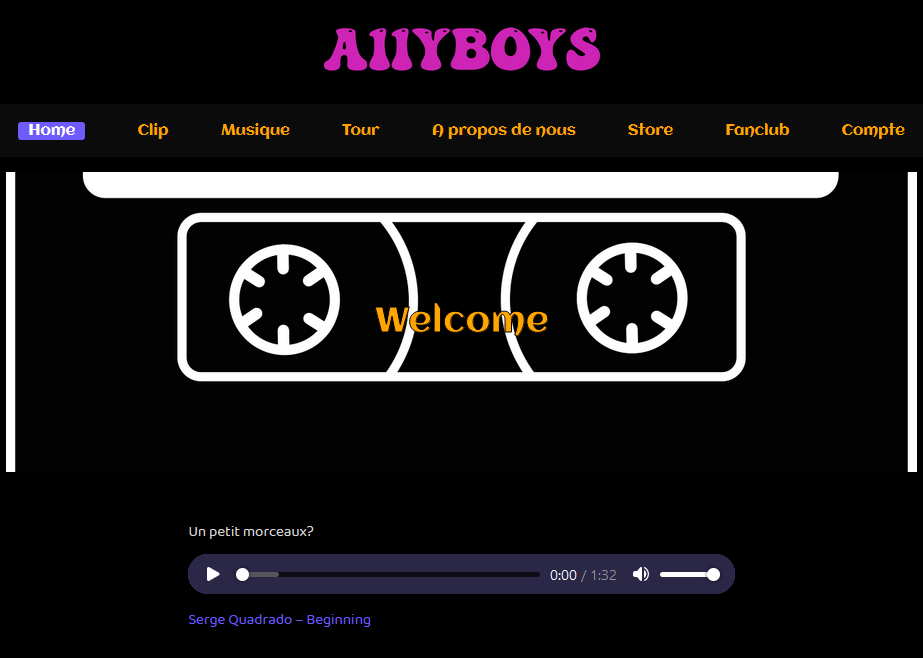 AllYBOYS
Home Clip Musique Tour A propos de nous Store Fanclub Compte
Welcome
Un petit morceaux?
0:00 / 1:32
Serge Quadrado – Beginning